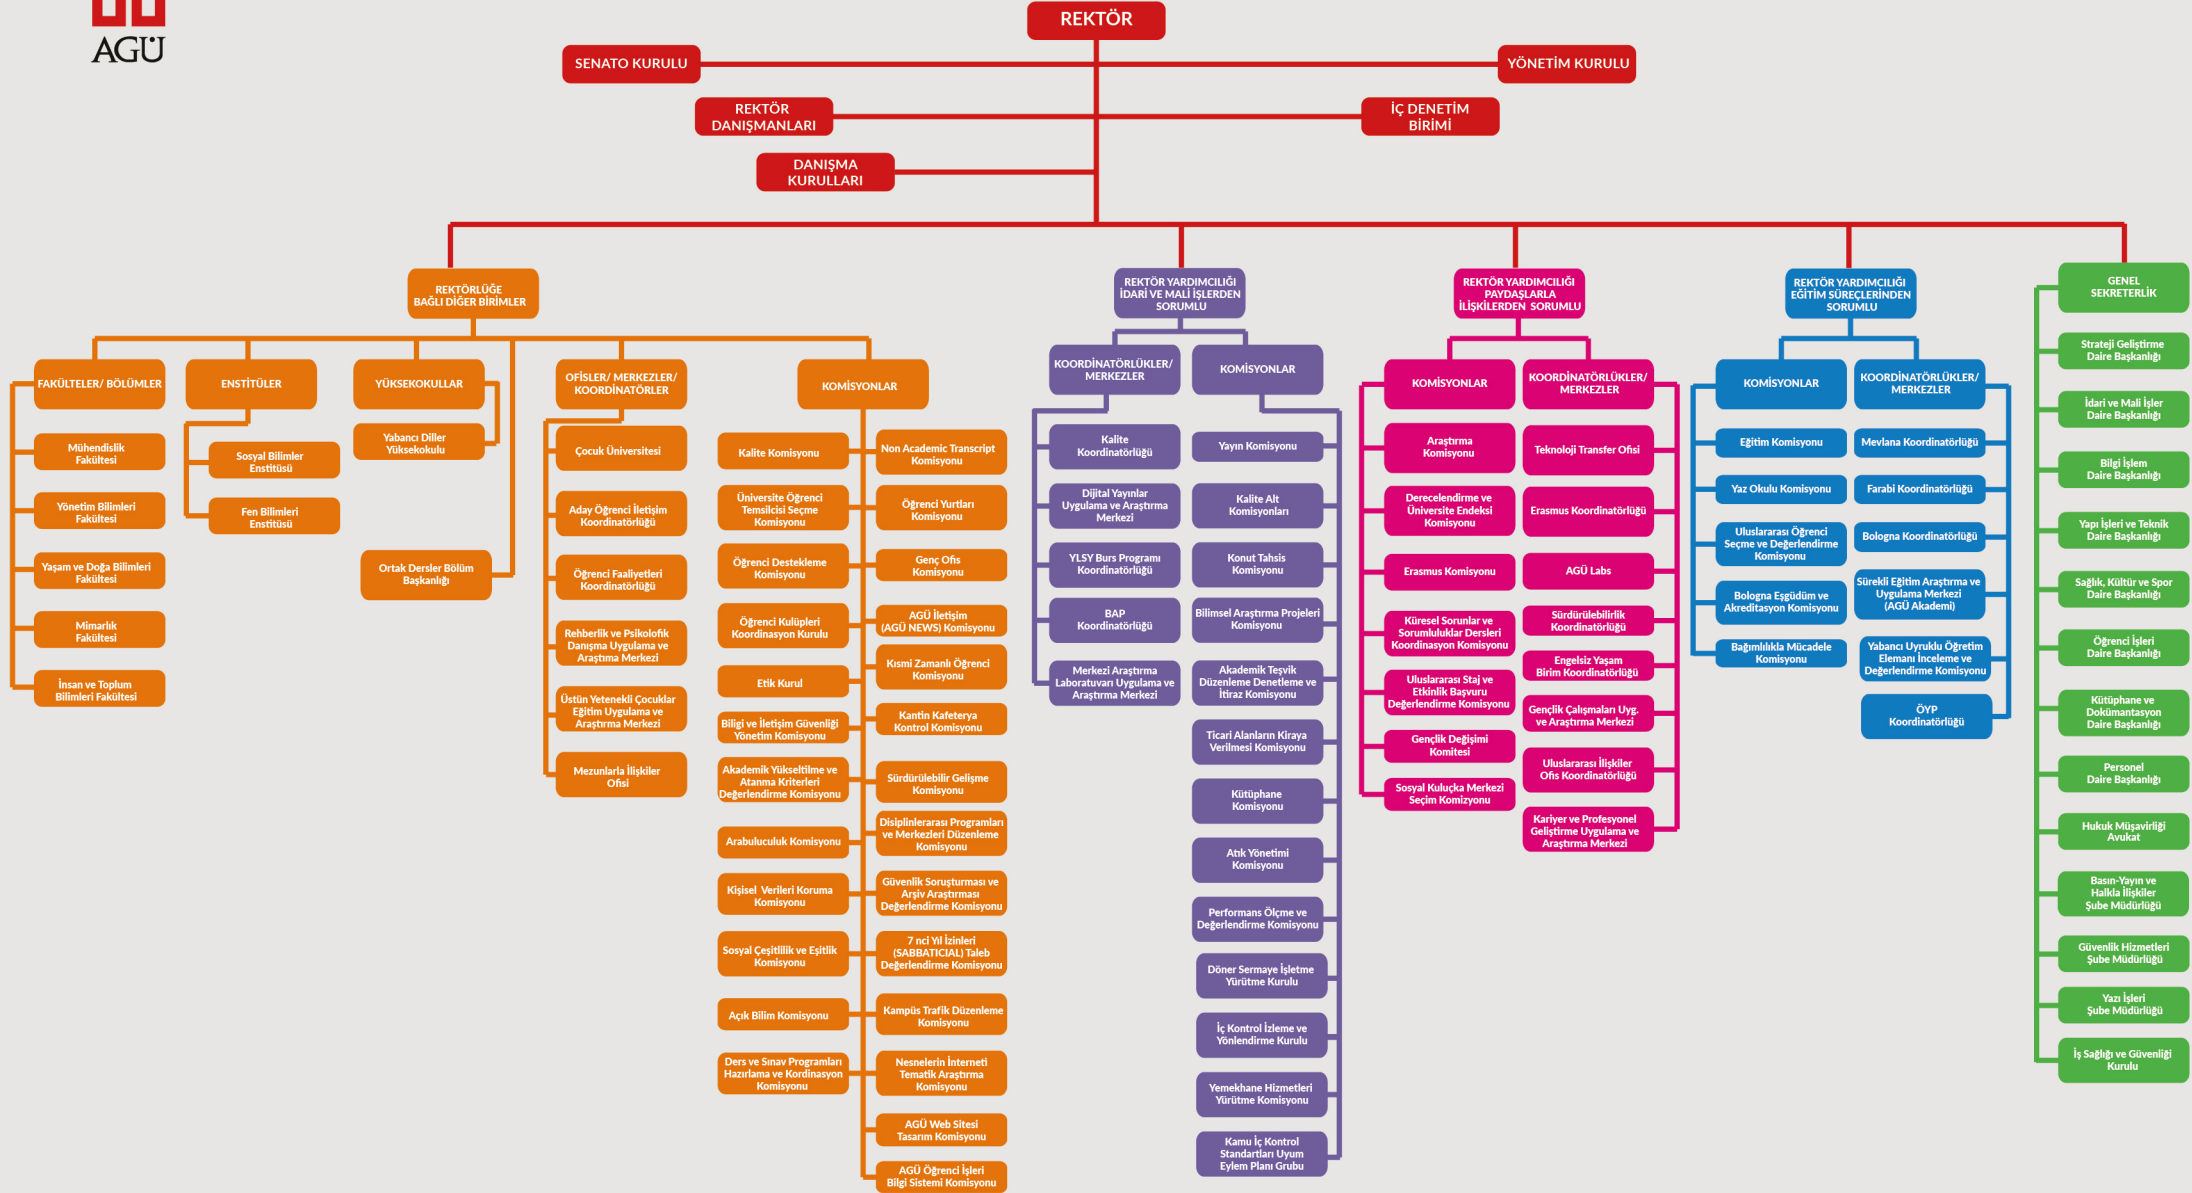 AGÜ
REKTÖR
SENATO KURULU
YÖNETİM KURULU
REKTÖR
DANIŞMANLARI
İÇ DENETİM
BİRİMİ
DANIŞMA
KURULLARI
REKTÖRLÜĞE
BAĞLI DİĞER BİRİMLER
FAKÜLTELER/ BÖLÜMLER
Mühendislik
Fakültesi
Yönetim Bilimleri
Fakültesi
Yaşam ve Doğa Bilimleri
Fakültesi
Mimarlık
Fakültesi
İnsan ve Toplum
Bilimleri Fakültesi
ENSTİTÜLER
Sosyal Bilimler
Enstitüsü
Fen Bilimleri
Enstitüsü
YÜKSEKOKULLAR
Yabancı Diller
Yüksekokulu
Ortak Dersler Bölüm
Başkanlığı
OFİSLER/ MERKEZLER/
KOORDİNATÖRLER
Çocuk Üniversitesi
Aday Öğrenci İletişim
Koordinatörlüğü
Öğrenci Faaliyetleri
Koordinatörlüğü
Rehberlik ve Psikolofik
Danışma Uygulama ve
Araştıma Merkezi
Üstün Yetenekli Çocuklar
Eğitim Uygulama ve
Araştırma Merkezi
Mezunlarla İlişkiler
Ofisi
KOMİSYONLAR
Kalite Komisyonu
Üniversite Öğrenci
Temsilcisi Seçme
Komisyonu
Öğrenci Destekleme
Komisyonu
Öğrenci Kulüpleri
Koordinasyon Kurulu
Etik Kurul
Biligi ve İletişim Güvenliği
Yönetim Komisyonu
Akademik Yükseltilme ve
Atanma Kriterleri
Değerlendirme Komisyonu
Arabuluculuk Komisyonu
Kişisel Verileri Koruma
Komisyonu
Sosyal Çeşitlilik ve Eşitlik
Komisyonu
Açık Bilim Komisyonu
Ders ve Sınav Programları
Hazırlama ve Kordinasyon
Komisyonu
Non Academic Transcript
Komisyonu
Öğrenci Yurtları
Komisyonu
Genç Ofis
Komisyonu
AGÜ İletişim
(AGÜ NEWS) Komisyonu
Kısmi Zamanlı Öğrenci
Komisyonu
Kantin Kafeterya
Kontrol Komisyonu
Sürdürülebilir Gelişme
Komisyonu
Disiplinlerarası Programları
ve Merkezleri Düzenleme
Komisyonu
Güvenlik Soruşturması ve
Arşiv Araştırması
Değerlendirme Komisyonu
7 nci Yıl İzinleri
(SABBATICIAL) Taleb
Değerlendirme Komisyonu
Kampüs Trafik Düzenleme
Komisyonu
Nesnelerin İnterneti
Tematik Araştırma
Komisyonu
AGÜ Web Sitesi
Tasarım Komisyonu
AGÜ Öğrenci İşleri
Bilgi Sistemi Komisyonu
REKTÖR YARDIMCILIĞI
İDARİ VE MALİ İŞLERDEN
SORUMLU
KOORDİNATÖRLÜKLER/
MERKEZLER
Kalite
Koordinatörlüğü
Dijital Yayınlar
Uygulama ve Araştırma
Merkezi
YLSY Burs Programı
Koordinatörlüğü
BAP
Koordinatörlüğü
Merkezi Araştırma
Laboratuvarı Uygulama ve
Araştırma Merkezi
KOMİSYONLAR
Yayın Komisyonu
Kalite Alt
Komisyonları
Konut Tahsis
Komisyonu
Bilimsel Araştırma Projeleri
Komisyonu
Akademik Teşvik
Düzenleme Denetleme ve
İtiraz Komisyonu
Ticari Alanların Kiraya
Verilmesi Komisyonu
Kütüphane
Komisyonu
Atık Yönetimi
Komisyonu
Performans Ölçme ve
Değerlendirme Komisyonu
Döner Sermaye İşletme
Yürütme Kurulu
İç Kontrol İzleme ve
Yönlendirme Kurulu
Yemekhane Hizmetleri
Yürütme Komisyonu
Kamu İç Kontrol
Standartları Uyum
Eylem Planı Grubu
REKTÖR YARDIMCILIĞI
PAYDAŞLARLA
İLİŞKİLERDEN SORUMLU
KOMİSYONLAR
Araştırma
Komisyonu
Derecelendirme ve
Üniversite Endeksi
Komisyonu
Erasmus Komisyonu
Küresel Sorunlar ve
Sorumluluklar Dersleri
Koordinasyon Komisyonu
Uluslararası Staj ve
Etkinlik Başvuru
Değerlendirme Komisyonu
Gençlik Değişimi
Komitesi
Sosyal Kuluçka Merkezi
Seçim Komizyonu
KOORDİNATÖRLÜKLER/
MERKEZLER
Teknoloji Transfer Ofisi
Erasmus Koordinatörlüğü
AGÜ Labs
Sürdürülebilirlik
Koordinatörlüğü
Engelsiz Yaşam
Birim Koordinatörlüğü
Gençlik Çalışmaları Uyg.
ve Araştırma Merkezi
Uluslararası İlişkiler
Ofis Koordinatörlüğü
Kariyer ve Profesyonel
Geliştirme Uygulama ve
Araştırma Merkezi
REKTÖR YARDIMCILIĞI
EĞİTİM SÜREÇLERİNDEN
SORUMLU
KOMİSYONLAR
Eğitim Komisyonu
Yaz Okulu Komisyonu
Uluslararası Öğrenci
Seçme ve Değerlendirme
Komisyonu
Bologna Eşgüdüm ve
Akreditasyon Komisyonu
Bağımlılıkla Mücadele
Komisyonu
KOORDİNATÖRLÜKLER/
MERKEZLER
Mevlana Koordinatörlüğü
Farabi Koordinatörlüğü
Bologna Koordinatörlüğü
Sürekli Eğitim Araştırma ve
Uygulama Merkezi
(AGÜ Akademi)
Yabancı Uyruklu Öğretim
Elemanı İnceleme ve
Değerlendirme Komisyonu
ÖYP
Koordinatörlüğü
GENEL
SEKRETERLİK
Strateji Geliştirme
Daire Başkanlığı
İdari ve Mali İşler
Daire Başkanlığı
Bilgi İşlem
Daire Başkanlığı
Yapı İşleri ve Teknik
Daire Başkanlığı
Sağlık, Kültür ve Spor
Daire Başkanlığı
Öğrenci İşleri
Daire Başkanlığı
Kütüphane ve
Dokümantasyon
Daire Başkanlığı
Personel
Daire Başkanlığı
Hukuk Müşavirliği
Avukat
Basın-Yayın ve
Halkla İlişkiler
Şube Müdürlüğü
Güvenlik Hizmetleri
Şube Müdürlüğü
Yazı İşleri
Şube Müdürlüğü
İş Sağlığı ve Güvenliği
Kurulu